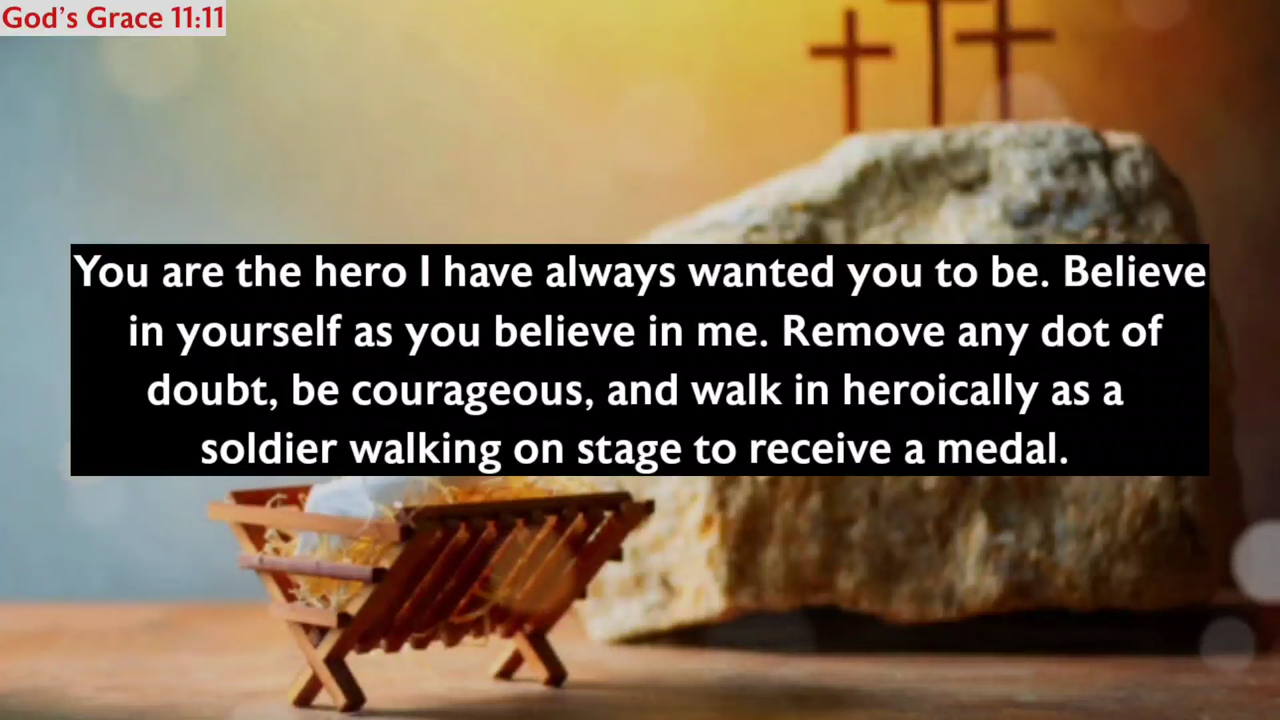 God's Grace 11:11
You are the hero I have always wanted you to be. Believe
in yourself as you believe in me. Remove any dot of
doubt, be courageous, and walk in heroically as a
soldier walking on stage to receive a medal.